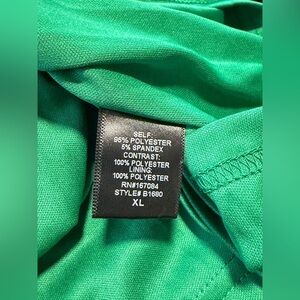 SELF:
95% POLYESTER
5% SPANDEX
CONTRAST:
100% POLYESTER
LINING:
100% POLYESTER
RN#167084
STYLE# B1680
XL